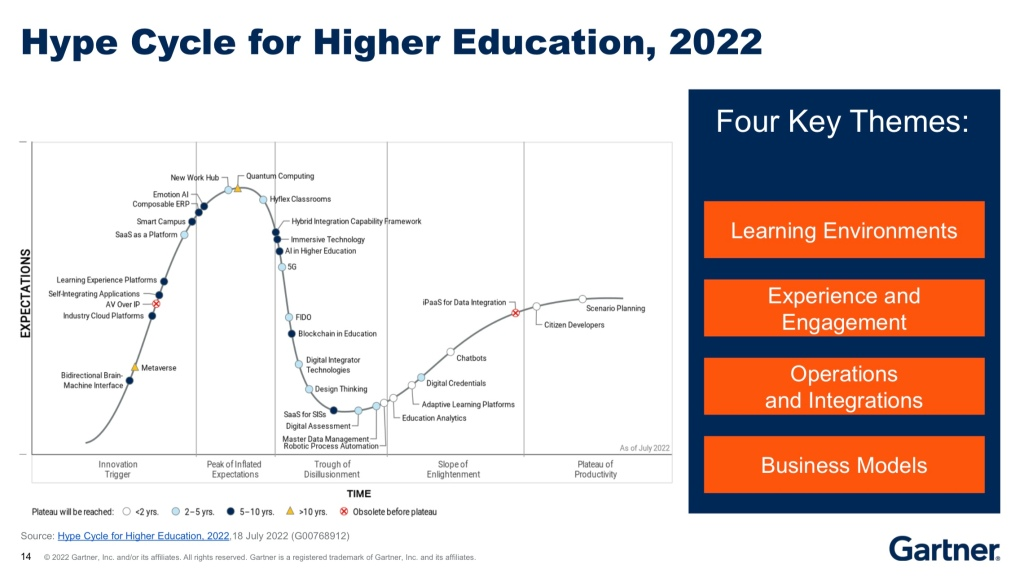 Hype Cycle for Higher Education, 2022
EXPECTATIONS
New Work Hub
Quantum Computing
Emotion AI
Composable ERP
Hyflex Classrooms
Smart Campus
SaaS as a Platform
Hybrid Integration Capability Framework
Immersive Technology
AI in Higher Education
5G
Learning Experience Platforms
Self-Integrating Applications
AV Over IP
Industry Cloud Platforms
FIDO
Blockchain in Education
iPaaS for Data Integration
Scenario Planning
Citizen Developers
Metaverse
Bidirectional Brain-
Machine Interface
Digital Integrator
Technologies
Chatbots
Design Thinking
Digital Credentials
Adaptive Learning Platforms
Education Analytics
SaaS for SISs
Digital Assessment
Master Data Management
Robotic Process Automation
As of July 2022
Innovation
Trigger
Peak of Inflated
Expectations
Trough of
Disillusionment
Slope of
Enlightenment
Plateau of
Productivity
TIME
Plateau will be reached: <2 yrs. 2–5 yrs. 5–10 yrs. >10 yrs. Obsolete before plateau
Four Key Themes:
Learning Environments
Experience and
Engagement
Operations
and Integrations
Business Models
Source: Hype Cycle for Higher Education, 2022,18 July 2022 (G00768912)
14 © 2022 Gartner, Inc. and/or its affiliates. All rights reserved. Gartner is a registered trademark of Gartner, Inc. and its affiliates.
Gartner®